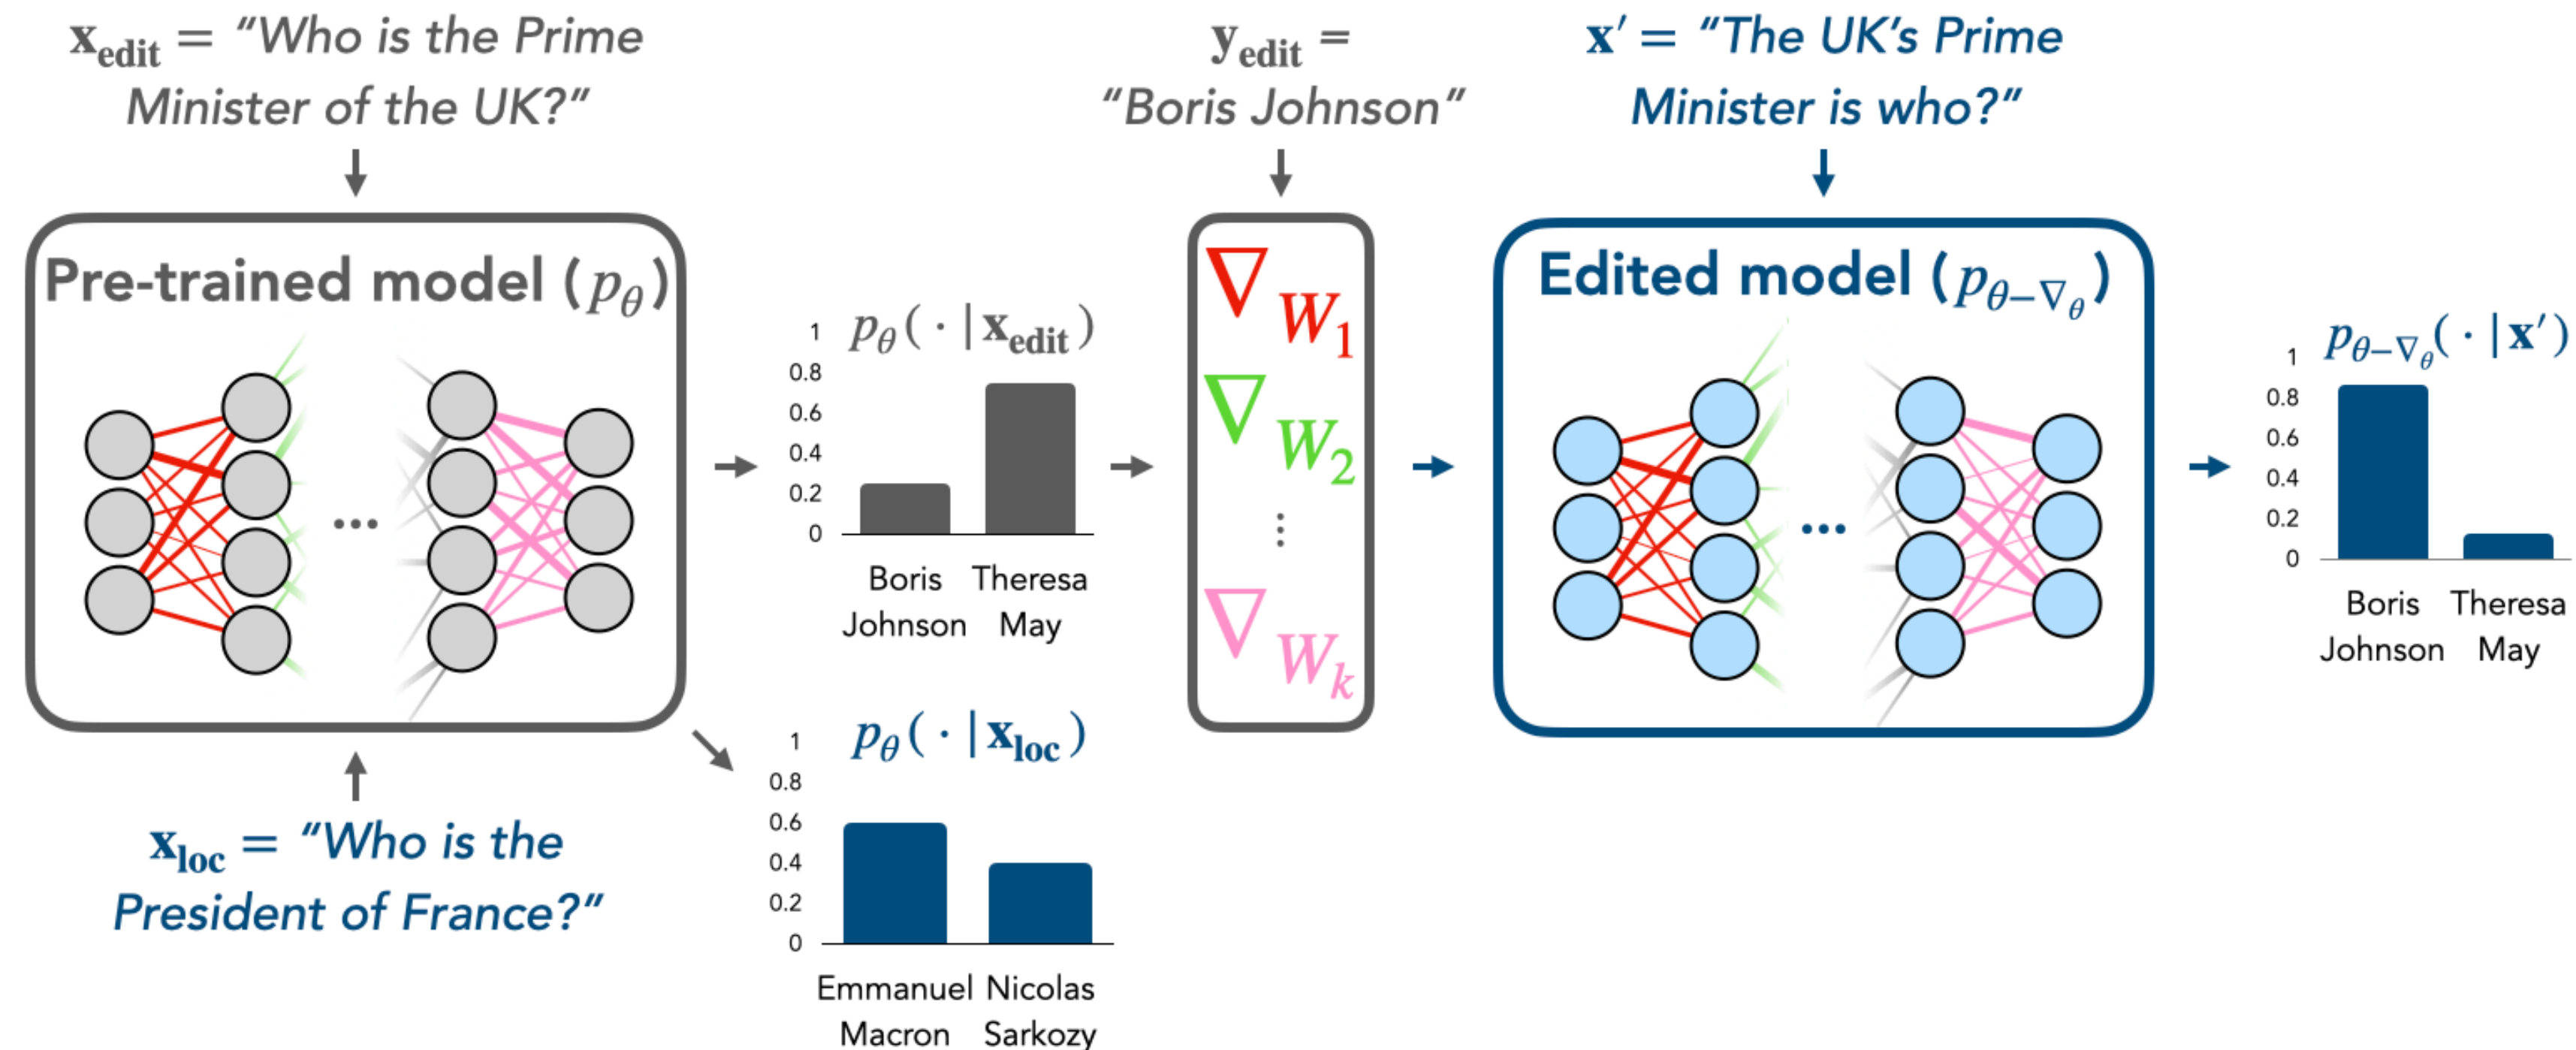 x_edit = “Who is the Prime
Minister of the UK?”
y_edit =
“Boris Johnson”
x′ = “The UK’s Prime
Minister is who?”
Pre-trained model (p_θ)
p_θ( · | x_edit )
1
0.8
0.6
0.4
0.2
0
Boris Johnson
Theresa May
∇W_1
∇W_2
⋮
∇W_k
Edited model (p_θ−∇_θ)
p_θ−∇_θ( · | x′)
1
0.8
0.6
0.4
0.2
0
Boris Johnson
Theresa May
...
...
x_loc = “Who is the
President of France?”
p_θ( · | x_loc )
1
0.8
0.6
0.4
0.2
0
Emmanuel Macron
Nicolas Sarkozy